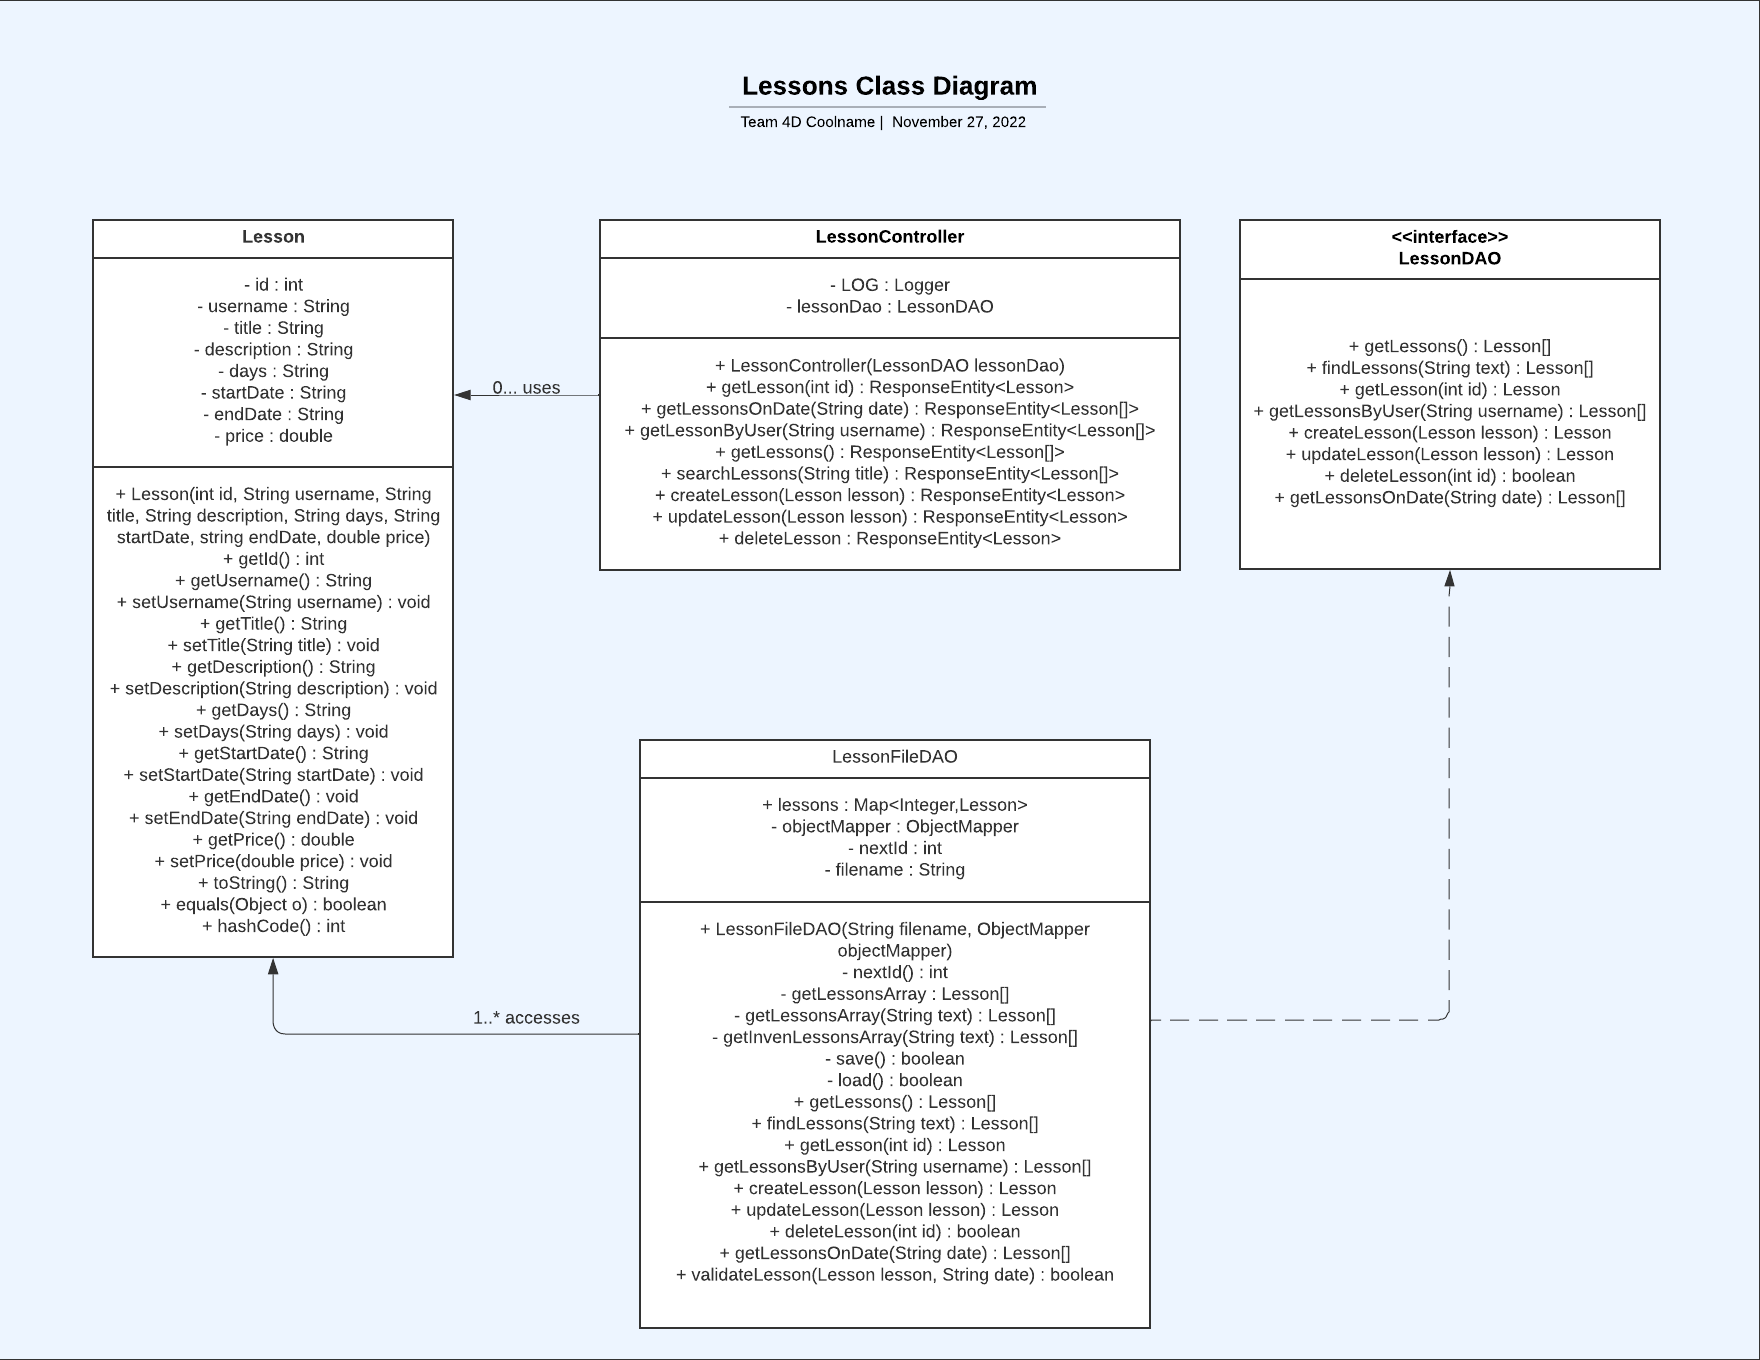 Lessons Class Diagram
Team 4D Coolname |  November 27, 2022
Lesson
- id : int
- username : String
- title : String
- description : String
- days : String
- startDate : String
- endDate : String
- price : double
+ Lesson(int id, String username, String
title, String description, String days, String
startDate, string endDate, double price)
+ getId() : int
+ getUsername() : String
+ setUsername(String username) : void
+ getTitle() : String
+ setTitle(String title) : void
+ getDescription() : String
+ setDescription(String description) : void
+ getDays() : String
+ setDays(String days) : void
+ getStartDate() : String
+ setStartDate(String startDate) : void
+ getEndDate() : void
+ setEndDate(String endDate) : void
+ getPrice() : double
+ setPrice(double price) : void
+ toString() : String
+ equals(Object o) : boolean
+ hashCode() : int
0... uses
LessonController
- LOG : Logger
- lessonDao : LessonDAO
+ LessonController(LessonDAO lessonDao)
+ getLesson(int id) : ResponseEntity<Lesson>
+ getLessonsOnDate(String date) : ResponseEntity<Lesson[]>
+ getLessonByUser(String username) : ResponseEntity<Lesson[]>
+ getLessons() : ResponseEntity<Lesson[]>
+ searchLessons(String title) : ResponseEntity<Lesson[]>
+ createLesson(Lesson lesson) : ResponseEntity<Lesson>
+ updateLesson(Lesson lesson) : ResponseEntity<Lesson>
+ deleteLesson : ResponseEntity<Lesson>
<<interface>>
LessonDAO
+ getLessons() : Lesson[]
+ findLessons(String text) : Lesson[]
+ getLesson(int id) : Lesson
+ getLessonsByUser(String username) : Lesson[]
+ createLesson(Lesson lesson) : Lesson
+ updateLesson(Lesson lesson) : Lesson
+ deleteLesson(int id) : boolean
+ getLessonsOnDate(String date) : Lesson[]
1..* accesses
LessonFileDAO
+ lessons : Map<Integer,Lesson>
- objectMapper : ObjectMapper
- nextId : int
- filename : String
+ LessonFileDAO(String filename, ObjectMapper
objectMapper)
- nextId() : int
- getLessonsArray : Lesson[]
- getLessonsArray(String text) : Lesson[]
- getInvenLessonsArray(String text) : Lesson[]
- save() : boolean
- load() : boolean
+ getLessons() : Lesson[]
+ findLessons(String text) : Lesson[]
+ getLesson(int id) : Lesson
+ getLessonsByUser(String username) : Lesson[]
+ createLesson(Lesson lesson) : Lesson
+ updateLesson(Lesson lesson) : Lesson
+ deleteLesson(int id) : boolean
+ getLessonsOnDate(String date) : Lesson[]
+ validateLesson(Lesson lesson, String date) : boolean